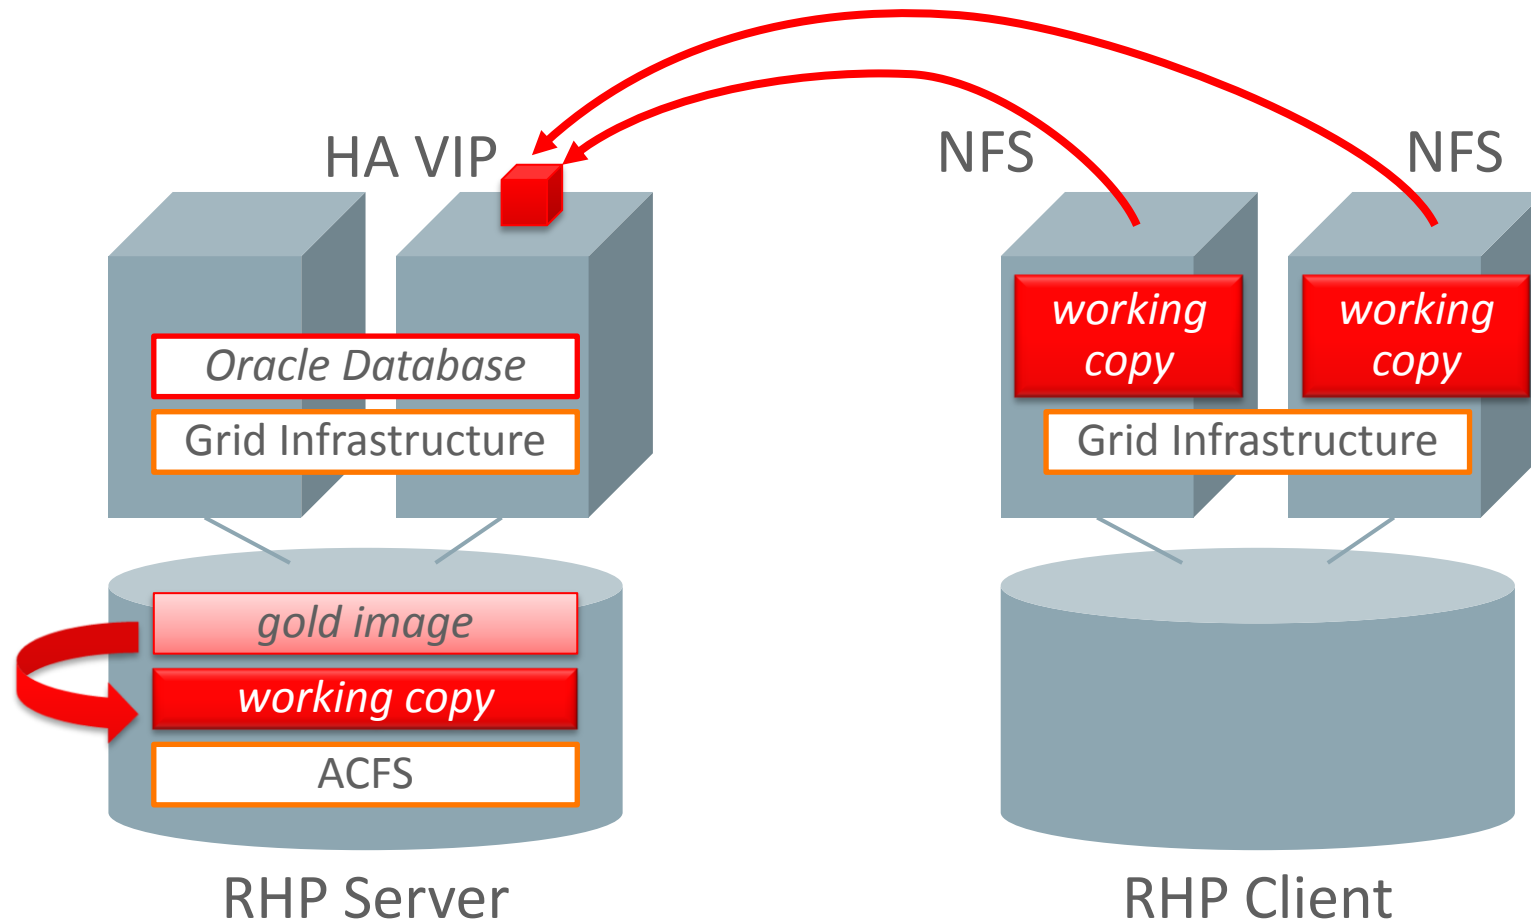 HA VIP
NFS
NFS
Oracle Database
Grid Infrastructure
working
copy
working
copy
Grid Infrastructure
gold image
working copy
ACFS
RHP Server
RHP Client